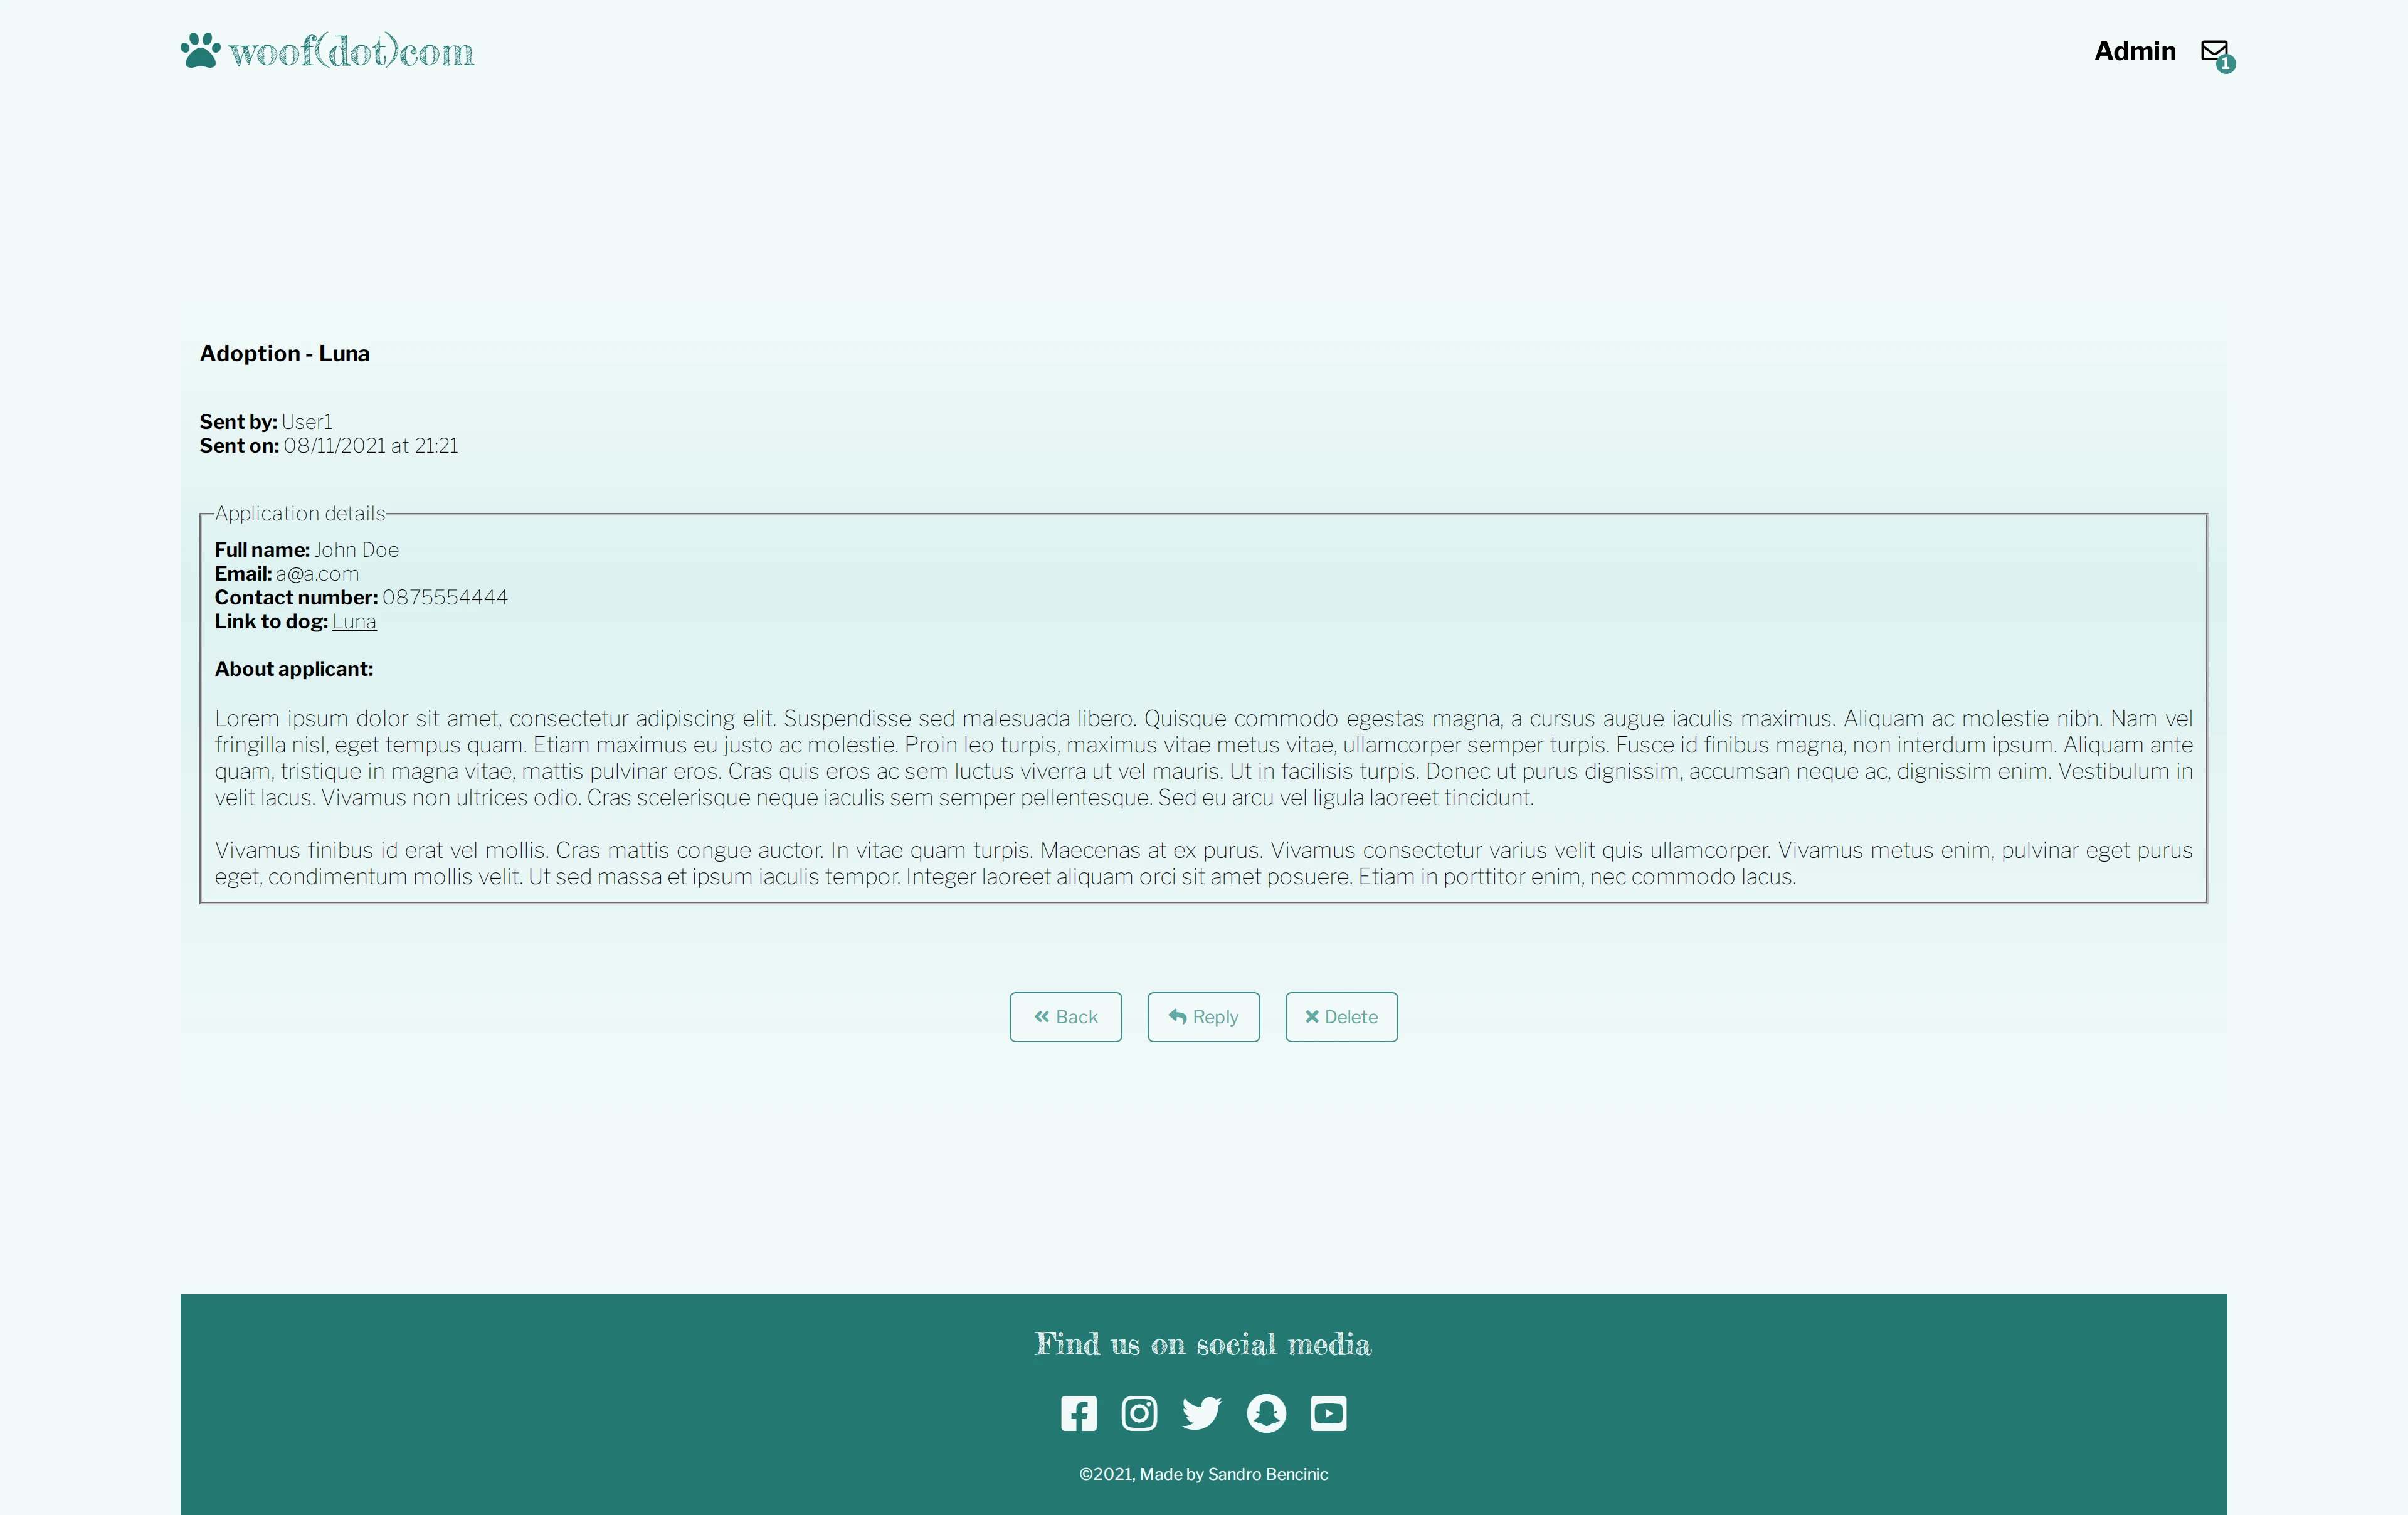 woof(dot)com
Admin
1
Adoption - Luna
Sent by: User1
Sent on: 08/11/2021 at 21:21
Application details
Full name: John Doe
Email: a@a.com
Contact number: 0875554444
Link to dog: Luna
About applicant:
Lorem ipsum dolor sit amet, consectetur adipiscing elit. Suspendisse sed malesuada libero. Quisque commodo egestas magna, a cursus augue iaculis maximus. Aliquam ac molestie nibh. Nam vel
fringilla nisl, eget tempus quam. Etiam maximus eu justo ac molestie. Proin leo turpis, maximus vitae metus vitae, ullamcorper semper turpis. Fusce id finibus magna, non interdum ipsum. Aliquam ante
quam, tristique in magna vitae, mattis pulvinar eros. Cras quis eros ac sem luctus viverra ut vel mauris. Ut in facilisis turpis. Donec ut purus dignissim, accumsan neque ac, dignissim enim. Vestibulum in
velit lacus. Vivamus non ultrices odio. Cras scelerisque neque iaculis sem semper pellentesque. Sed eu arcu vel ligula laoreet tincidunt.
Vivamus finibus id erat vel mollis. Cras mattis congue auctor. In vitae quam turpis. Maecenas at ex purus. Vivamus consectetur varius velit quis ullamcorper. Vivamus metus enim, pulvinar eget purus
eget, condimentum mollis velit. Ut sed massa et ipsum iaculis tempor. Integer laoreet aliquam orci sit amet posuere. Etiam in porttitor enim, nec commodo lacus.
Back
Reply
Delete
Find us on social media
©2021, Made by Sandro Bencinic